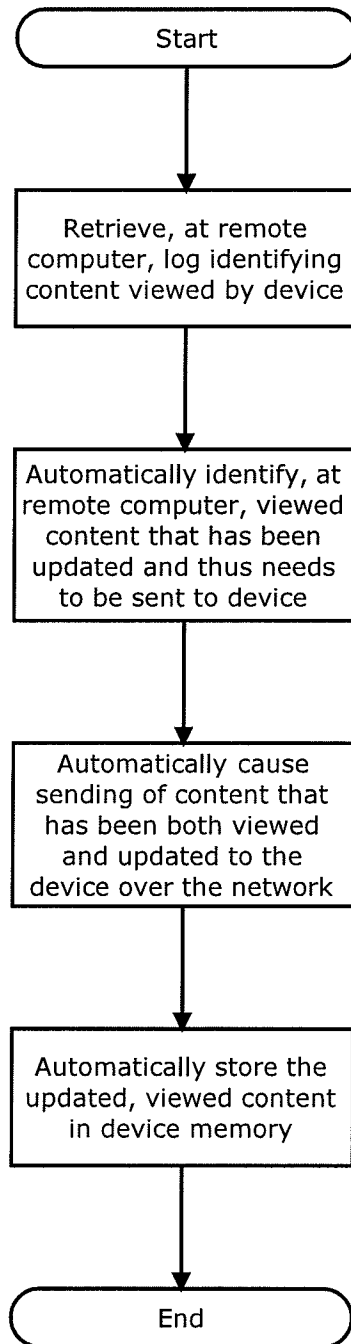 Start
Retrieve, at remote
computer, log identifying
content viewed by device
Automatically identify, at
remote computer, viewed
content that has been
updated and thus needs
to be sent to device
Automatically cause
sending of content that
has been both viewed
and updated to the
device over the network
Automatically store the
updated, viewed content
in device memory
End